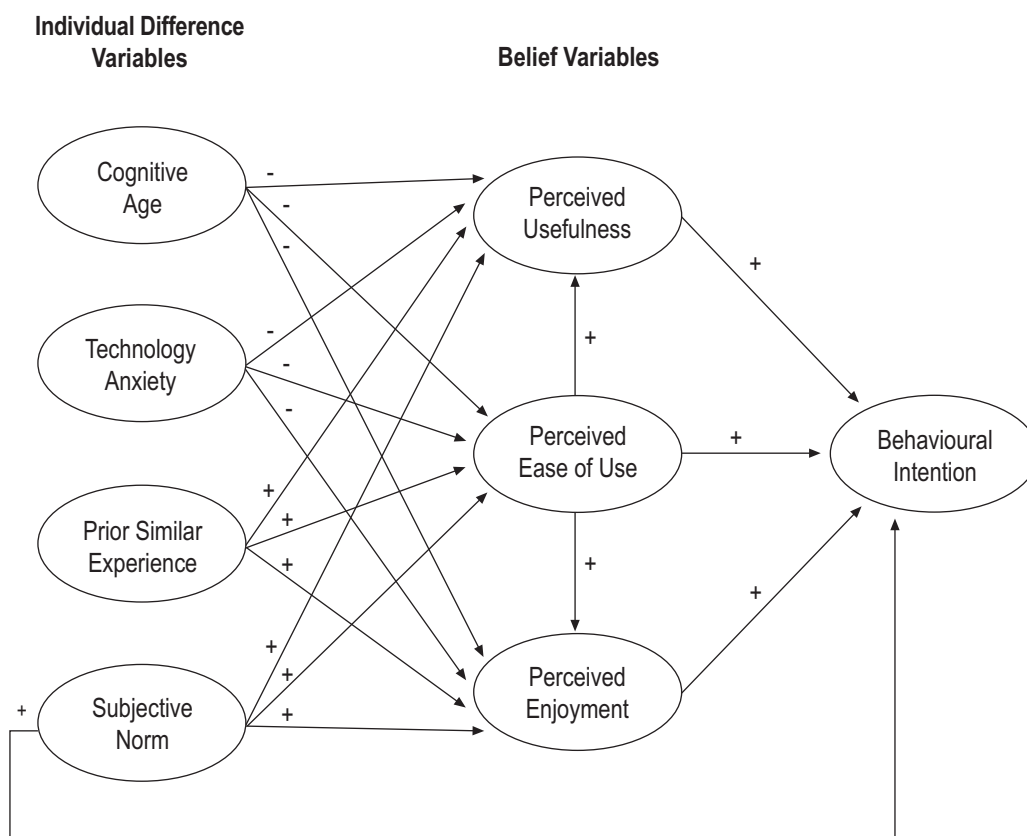 Individual Difference
Variables
Belief Variables
Cognitive
Age
Technology
Anxiety
Prior Similar
Experience
Subjective
Norm
-
-
-
-
-
-
+
+
+
+
+
+
+
Perceived
Usefulness
+
Perceived
Ease of Use
+
Perceived
Enjoyment
+
+
+
Behavioural
Intention